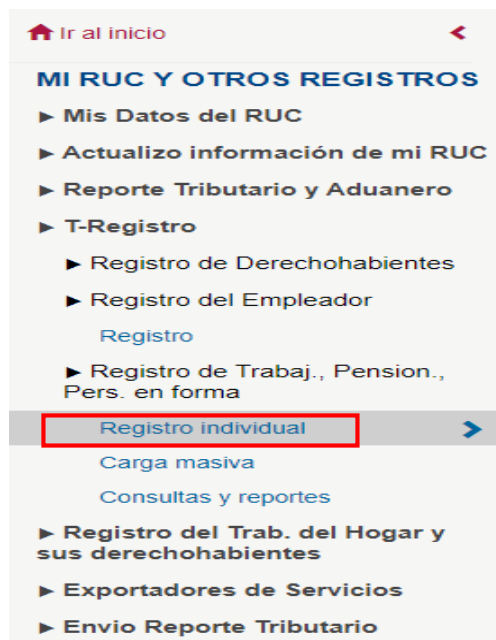 Ir al inicio
MI RUC Y OTROS REGISTROS
► Mis Datos del RUC
► Actualizo información de mi RUC
► Reporte Tributario y Aduanero
► T-Registro
► Registro de Derechohabientes
► Registro del Empleador
Registro
► Registro de Trabaj., Pension.,
Pers. en forma
Registro individual
Carga masiva
Consultas y reportes
► Registro del Trab. del Hogar y
sus derechohabientes
► Exportadores de Servicios
► Envio Reporte Tributario